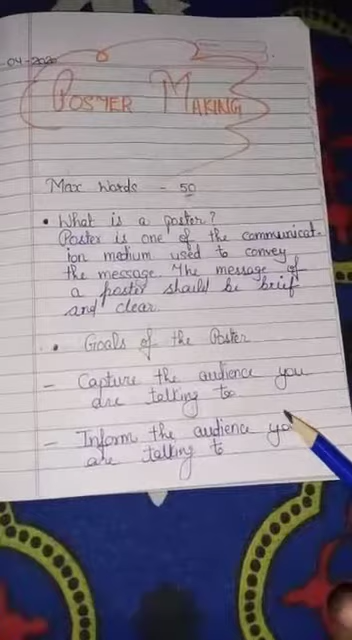 04-2020
POSTER MAKING
Max Words - 50
• What is a poster?
Poster is one of the communicat-
ion medium used to convey
the message. The message of
a poster should be brief
and clear.
• Goals of the Poster
- Capture the audience you
are talking to
- Inform the audience you
are talking to